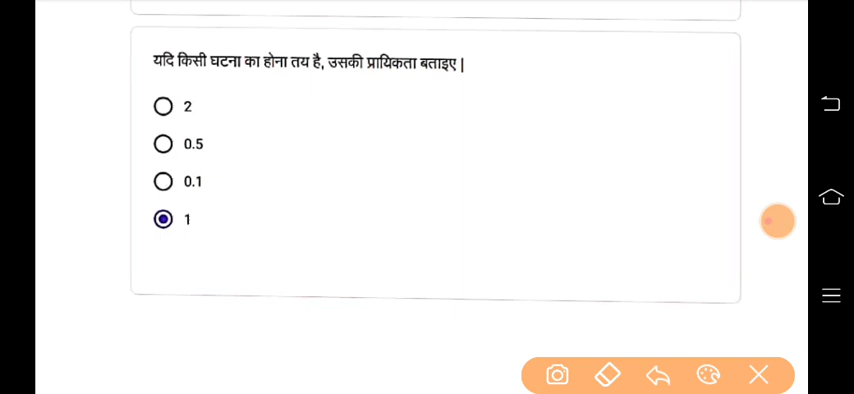 यदि किसी घटना का होना तय है, उसकी प्रायिकता बताइए |
2
0.5
0.1
1